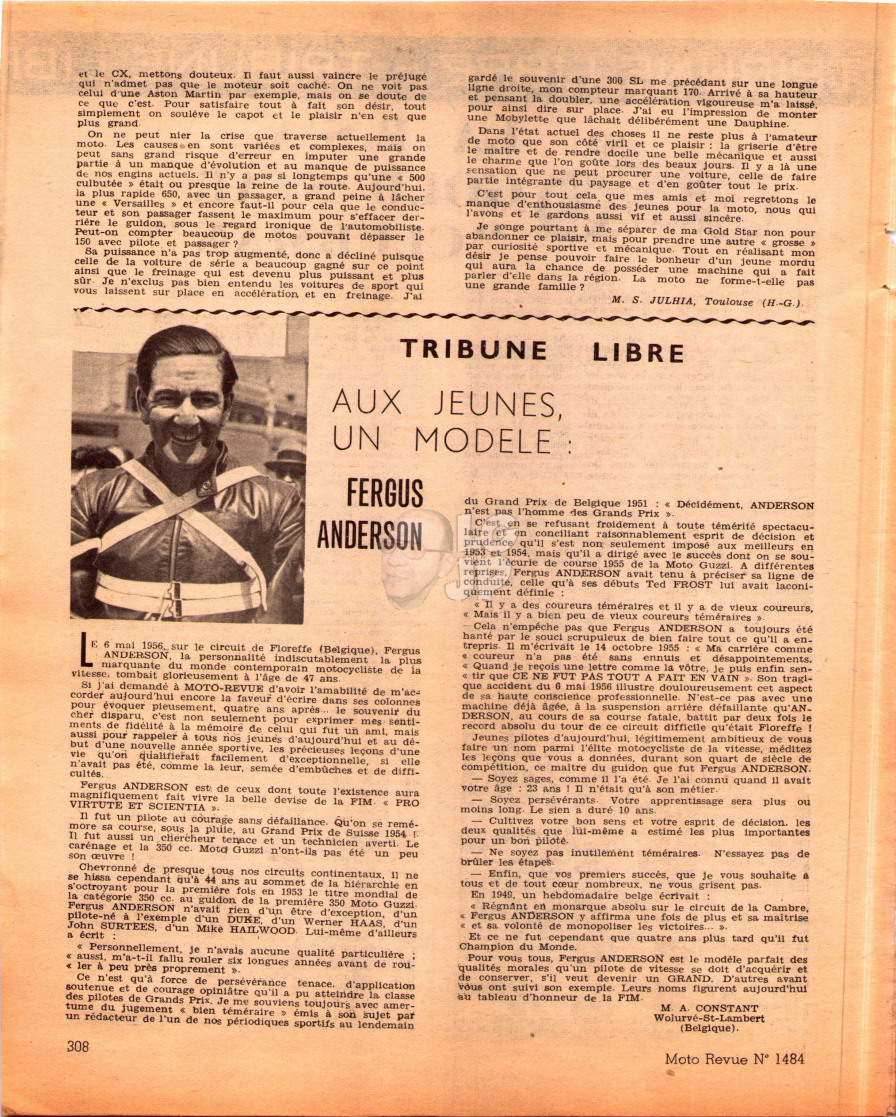 et le CX, mettons douteux. Il faut aussi vaincre le préjugé
qui n'admet pas que le moteur soit caché. On ne voit pas
celui d'une Aston Martin par exemple, mais on se doute de
ce que c'est. Pour satisfaire tout à fait son désir, tout
simplement on soulève le capot et le plaisir n'en est que
plus grand.
On ne peut nier la crise que traverse actuellement la
moto. Les causes en sont variées et complexes, mais on
peut sans grand risque d'erreur en imputer une grande
partie à un manque d'évolution et au manque de puissance
de nos engins actuels. Il n'y a pas si longtemps qu'une « 500
culbutée » était ou presque la reine de la route. Aujourd'hui,
la plus rapide 650, avec un passager, a grand peine à lâcher
une « Versailles » et encore faut-il pour cela que le conduc-
teur et son passager fassent le maximum pour s'effacer der-
rière le guidon, sous le regard ironique de l'automobiliste.
Peut-on compter beaucoup de motos pouvant dépasser le
150 avec pilote et passager ?
Sa puissance n'a pas trop augmenté, donc a décliné puisque
celle de la voiture de série a beaucoup gagné sur ce point
ainsi que le freinage qui est devenu plus puissant et plus
sûr. Je n'exclus pas bien entendu les voitures de sport qui
vous laissent sur place en accélération et en freinage. J'ai
gardé le souvenir d'une 300 SL me précédant sur une longue
ligne droite, mon compteur marquant 170. Arrivé à sa hauteur
et pensant la doubler, une accélération vigoureuse m'a laissé,
pour ainsi dire sur place. J'ai eu l'impression de monter
une Mobylette que lâchait délibérément une Dauphine.
Dans l'état actuel des choses il ne reste plus à l'amateur
de moto que son côté viril et ce plaisir : la griserie d'être
le maître et de rendre docile une belle mécanique et aussi
le charme que l'on goûte lors des beaux jours. Il y a là une
sensation que ne peut procurer une voiture, celle de faire
partie intégrante du paysage et d'en goûter tout le prix.
C'est pour tout cela que mes amis et moi regrettons le
manque d'enthousiasme des jeunes pour la moto, nous qui
l'avons et le gardons aussi vif et aussi sincère.
Je songe pourtant à me séparer de ma Gold Star non pour
abandonner ce plaisir, mais pour prendre une autre « grosse »
par curiosité sportive et mécanique. Tout en réalisant mon
désir je pense pouvoir faire le bonheur d'un jeune mordu
qui aura la chance de posséder une machine qui a fait
parler d'elle dans la région. La moto ne forme-t-elle pas
une grande famille ?
M. S. JULHIA, Toulouse (H.-G.).
TRIBUNE LIBRE
AUX JEUNES,
UN MODELE :
FERGUS
ANDERSON
LE 6 mai 1956, sur le circuit de Floreffe (Belgique), Fergus
ANDERSON, la personnalité indiscutablement la plus
marquante du monde contemporain motocycliste de la
vitesse, tombait glorieusement à l'âge de 47 ans.
Si j'ai demandé à MOTO-REVUE d'avoir l'amabilité de m'ac-
corder aujourd'hui encore la faveur d'écrire dans ses colonnes
pour évoquer pieusement, quatre ans après... le souvenir du
cher disparu, c'est non seulement pour exprimer mes senti-
ments de fidélité à la mémoire de celui qui fut un ami, mais
aussi pour rappeler à tous nos jeunes d'aujourd'hui et au dé-
but d'une nouvelle année sportive, les précieuses leçons d'une
vie qu'on qualifierait facilement d'exceptionnelle, si elle
n'avait pas été, comme la leur, semée d'embûches et de diffi-
cultés.
Fergus ANDERSON est de ceux dont toute l'existence aura
magnifiquement fait vivre la belle devise de la FIM. « PRO
VIRTUTE ET SCIENTIA ».
Il fut un pilote au courage sans défaillance. Qu'on se remé-
more sa course, sous la pluie, au Grand Prix de Suisse 1954 !
Il fut aussi un chercheur tenace et un technicien averti. Le
carénage et la 350 cc. Moto Guzzi n'ont-ils pas été un peu
son œuvre !
Chevronné de presque tous nos circuits continentaux, il ne
se hissa cependant qu'à 44 ans au sommet de la hiérarchie en
s'octroyant pour la première fois en 1953 le titre mondial de
la catégorie 350 cc. au guidon de la première 350 Moto Guzzi.
Fergus ANDERSON n'avait rien d'un être d'exception, d'un
pilote-né à l'exemple d'un DUKE, d'un Werner HAAS, d'un
John SURTEES, d'un Mike HAILWOOD. Lui-même d'ailleurs
a écrit :
« Personnellement, je n'avais aucune qualité particulière ;
« aussi, m'a-t-il fallu rouler six longues années avant de rou-
« ler à peu près proprement ».
Ce n'est qu'à force de persévérance tenace, d'application
soutenue et de courage opiniâtre qu'il a pu atteindre la classe
des pilotes de Grands Prix. Je me souviens toujours avec amer-
tume du jugement « bien téméraire » émis à son sujet par
un rédacteur de l'un de nos périodiques sportifs au lendemain
du Grand Prix de Belgique 1951 : « Décidément, ANDERSON
n'est pas l'homme des Grands Prix ».
C'est en se refusant froidement à toute témérité spectacu-
laire et en conciliant raisonnablement esprit de décision et
prudence qu'il s'est non seulement imposé aux meilleurs en
1953 et 1954, mais qu'il a dirigé avec le succès dont on se sou-
vient l'écurie de course 1955 de la Moto Guzzi. A différentes
reprises, Fergus ANDERSON avait tenu à préciser sa ligne de
conduite, celle qu'à ses débuts Ted FROST lui avait laconi-
quement définie :
« Il y a des coureurs téméraires et il y a de vieux coureurs,
« Mais il y a bien peu de vieux coureurs téméraires ».
Cela n'empêche pas que Fergus ANDERSON a toujours été
hanté par le souci scrupuleux de bien faire tout ce qu'il a en-
trepris. Il m'écrivait le 14 octobre 1955 : « Ma carrière comme
« coureur n'a pas été sans ennuis et désappointements.
« Quand je reçois une lettre comme la vôtre, je puis enfin sen-
« tir que CE NE FUT PAS TOUT A FAIT EN VAIN ». Son tragi-
que accident du 6 mai 1956 illustre douloureusement cet aspect
de sa haute conscience professionnelle. N'est-ce pas avec une
machine déjà âgée, à la suspension arrière défaillante qu'AN-
DERSON, au cours de sa course fatale, battit par deux fois le
record absolu du tour de ce circuit difficile qu'était Floreffe !
Jeunes pilotes d'aujourd'hui, légitimement ambitieux de vous
faire un nom parmi l'élite motocycliste de la vitesse, méditez
les leçons que vous a données, durant son quart de siècle de
compétition, ce maître du guidon que fut Fergus ANDERSON.
— Soyez sages, comme il l'a été. Je l'ai connu quand il avait
votre âge : 23 ans ! Il n'était qu'à son métier.
— Soyez persévérants. Votre apprentissage sera plus ou
moins long. Le sien a duré 10 ans.
— Cultivez votre bon sens et votre esprit de décision, les
deux qualités que lui-même a estimé les plus importantes
pour un bon pilote.
— Ne soyez pas inutilement téméraires. N'essayez pas de
brûler les étapes.
— Enfin, que vos premiers succès, que je vous souhaite à
tous et de tout cœur nombreux, ne vous grisent pas.
En 1949, un hebdomadaire belge écrivait :
« Régnant en monarque absolu sur le circuit de la Cambre,
« Fergus ANDERSON y affirma une fois de plus et sa maîtrise
« et sa volonté de monopoliser les victoires... ».
Et ce ne fut cependant que quatre ans plus tard qu'il fut
Champion du Monde.
Pour vous tous, Fergus ANDERSON est le modèle parfait des
qualités morales qu'un pilote de vitesse se doit d'acquérir et
de conserver, s'il veut devenir un GRAND. D'autres avant
vous ont suivi son exemple. Leurs noms figurent aujourd'hui
au tableau d'honneur de la FIM.
M. A. CONSTANT
Wolurvé-St-Lambert
(Belgique).
308
Moto Revue N° 1484